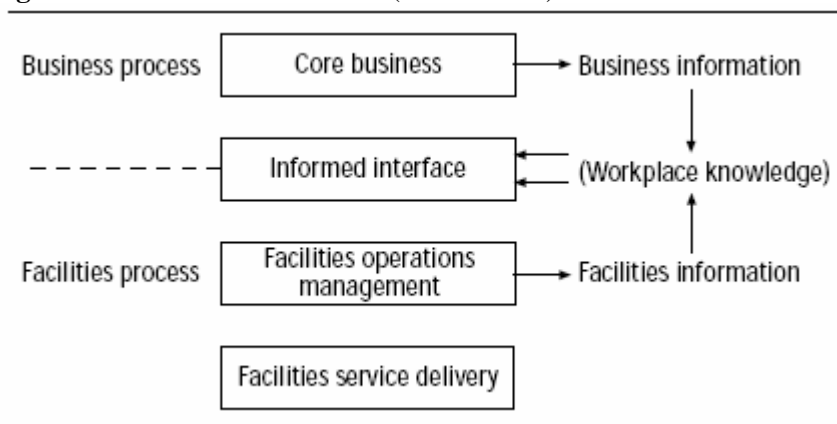 Business process
Core business
Business information
Informed interface
(Workplace knowledge)
Facilities process
Facilities operations
management
Facilities information
Facilities service delivery